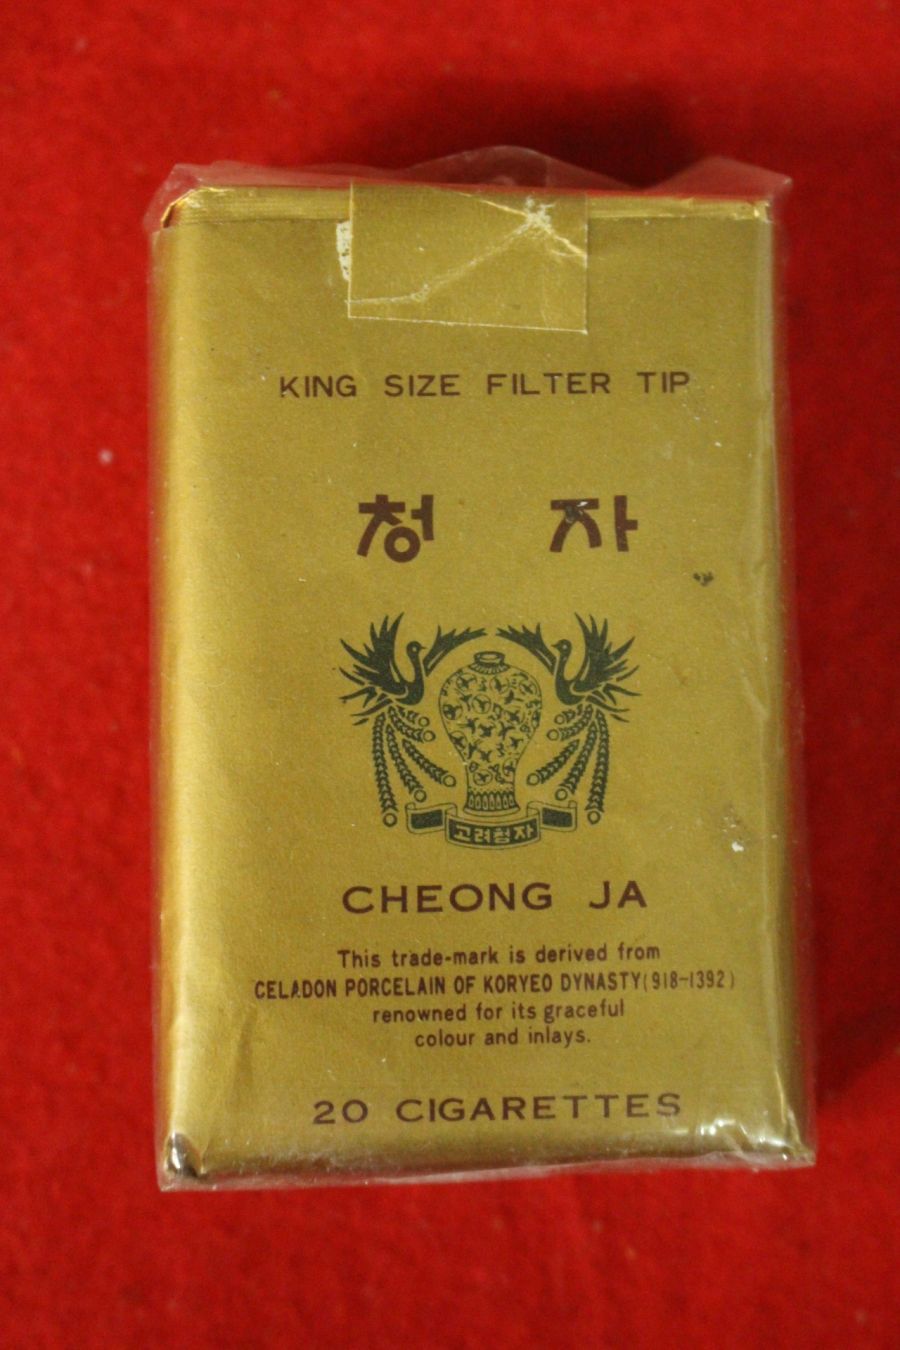 KING SIZE FILTER TIP
청 자
고려청자
CHEONG JA
This trade-mark is derived from
CELADON PORCELAIN OF KORYEO DYNASTY(918-1392)
renowned for its graceful
colour and inlays.
20 CIGARETTES